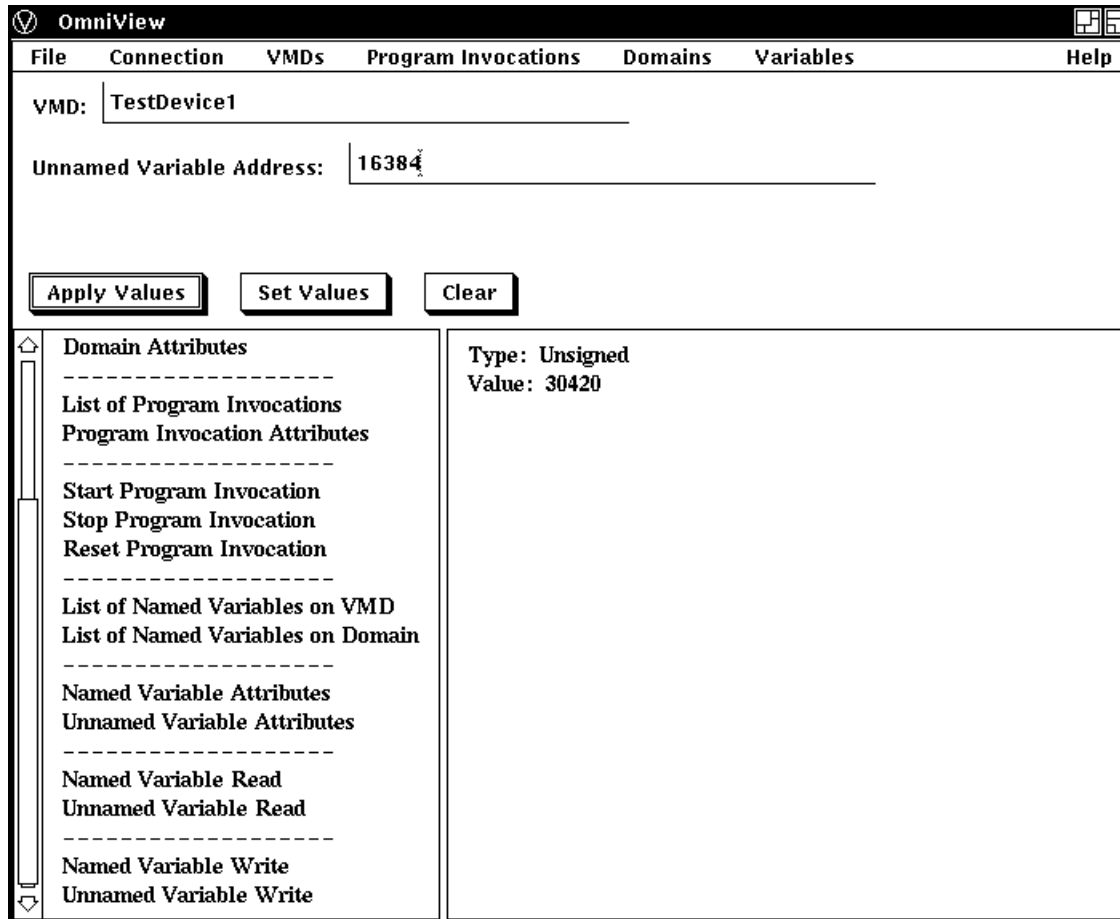 OmniView
File Connection VMDs Program Invocations Domains Variables Help
VMD: TestDevice1
Unnamed Variable Address: 16384
Apply Values Set Values Clear
Domain Attributes
--------------------
List of Program Invocations
Program Invocation Attributes
--------------------
Start Program Invocation
Stop Program Invocation
Reset Program Invocation
--------------------
List of Named Variables on VMD
List of Named Variables on Domain
--------------------
Named Variable Attributes
Unnamed Variable Attributes
--------------------
Named Variable Read
Unnamed Variable Read
--------------------
Named Variable Write
Unnamed Variable Write
Type: Unsigned
Value: 30420